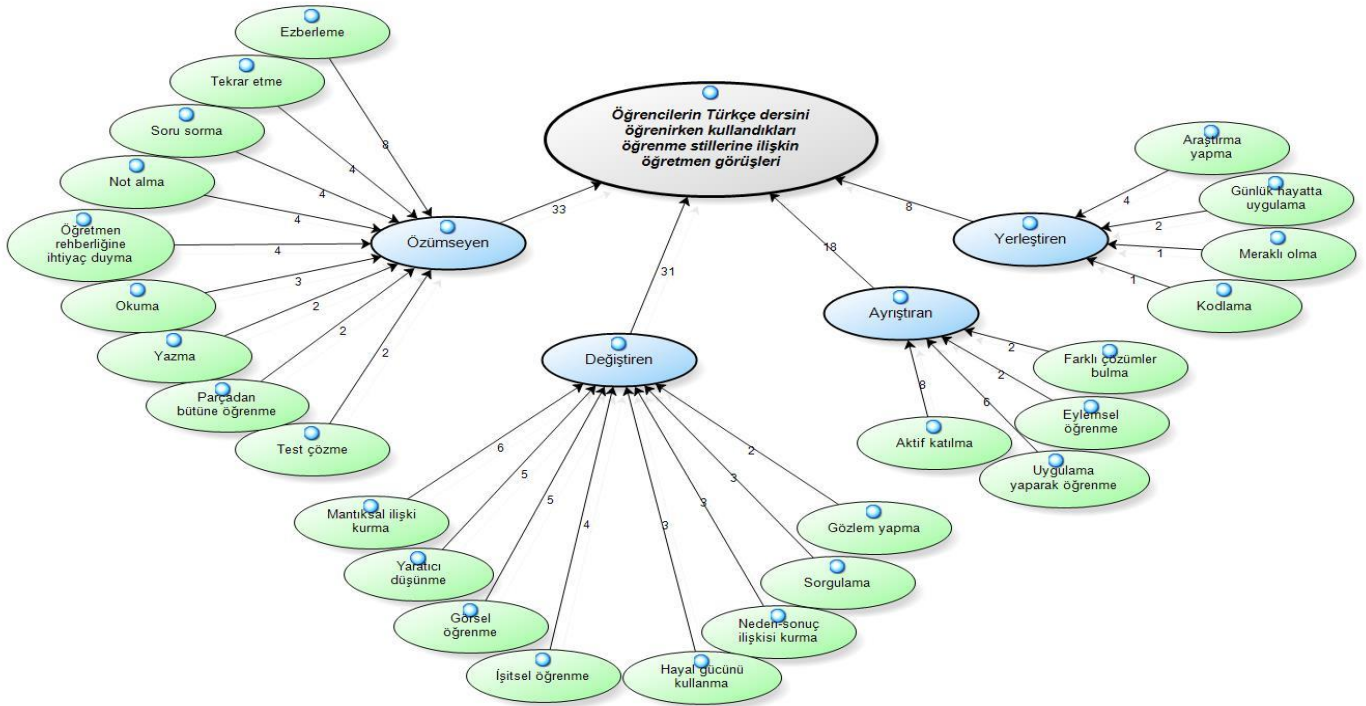 Öğrencilerin Türkçe dersini
öğrenirken kullandıkları
öğrenme stillerine ilişkin
öğretmen görüşleri
33
31
18
8
Özümseyen
Ezberleme
8
Tekrar etme
4
Soru sorma
4
Not alma
4
Öğretmen
rehberliğine
ihtiyaç duyma
4
Okuma
3
Yazma
2
Parçadan
bütüne öğrenme
2
Test çözme
2
Değiştiren
Mantıksal ilişki
kurma
6
Yaratıcı
düşünme
5
Görsel
öğrenme
5
İşitsel öğrenme
4
Hayal gücünü
kullanma
3
Neden-sonuç
ilişkisi kurma
3
Sorgulama
3
Gözlem yapma
2
Ayrıştıran
Aktif katılma
8
Uygulama
yaparak öğrenme
6
Eylemsel
öğrenme
2
Farklı çözümler
bulma
2
Yerleştiren
Araştırma
yapma
4
Günlük hayatta
uygulama
2
Meraklı olma
1
Kodlama
1